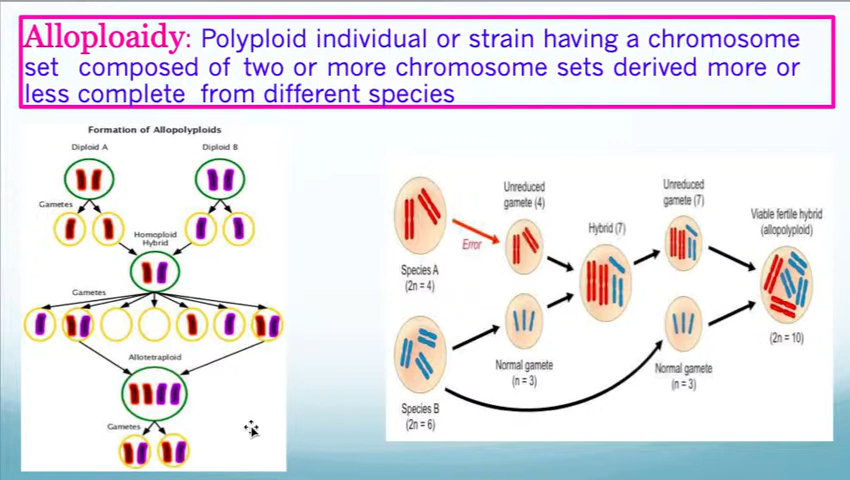 Alloploaidy: Polyploid individual or strain having a chromosome
set composed of two or more chromosome sets derived more or
less complete from different species
Formation of Allopolyploids
Diploid A
Diploid B
Gametes
Homoploid
Hybrid
Gametes
Allotetraploid
Gametes
Species A
(2n = 4)
Error
Unreduced
gamete (4)
Hybrid (7)
Unreduced
gamete (7)
Viable fertile hybrid
(allopolyploid)
(2n = 10)
Species B
(2n = 6)
Normal gamete
(n = 3)
Normal gamete
(n = 3)